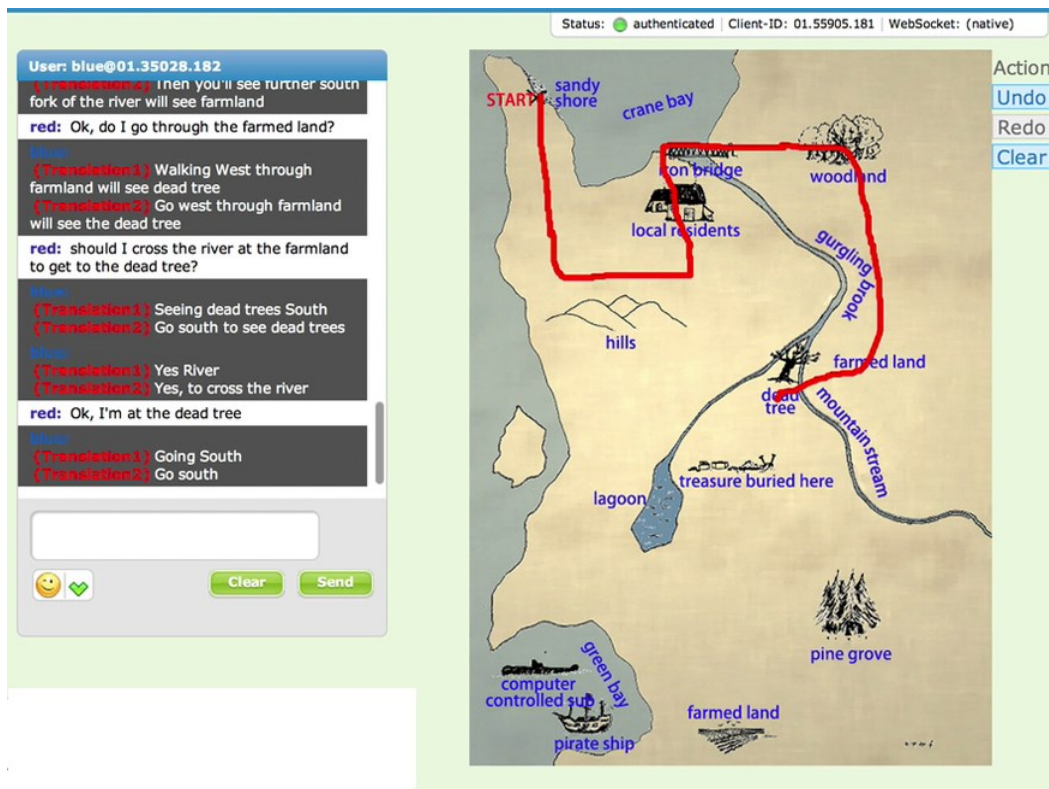 Status: authenticated | Client-ID: 01.55905.181 | WebSocket: (native)
User: blue@01.35028.182
(Translation2) Then you'll see further south
fork of the river will see farmland
red: Ok, do I go through the farmed land?
blue:
(Translation1) Walking West through
farmland will see dead tree
(Translation2) Go west through farmland
will see the dead tree
red: should I cross the river at the farmland
to get to the dead tree?
blue:
(Translation1) Seeing dead trees South
(Translation2) Go south to see dead trees
blue:
(Translation1) Yes River
(Translation2) Yes, to cross the river
red: Ok, I'm at the dead tree
blue:
(Translation1) Going South
(Translation2) Go south
Clear
Send
Action
Undo
Redo
Clear
START
sandy
shore
crane bay
iron bridge
woodland
local residents
gurgling
brook
hills
farmed land
dead
tree
mountain stream
treasure buried here
lagoon
pine grove
green bay
computer
controlled sub
pirate ship
farmed land